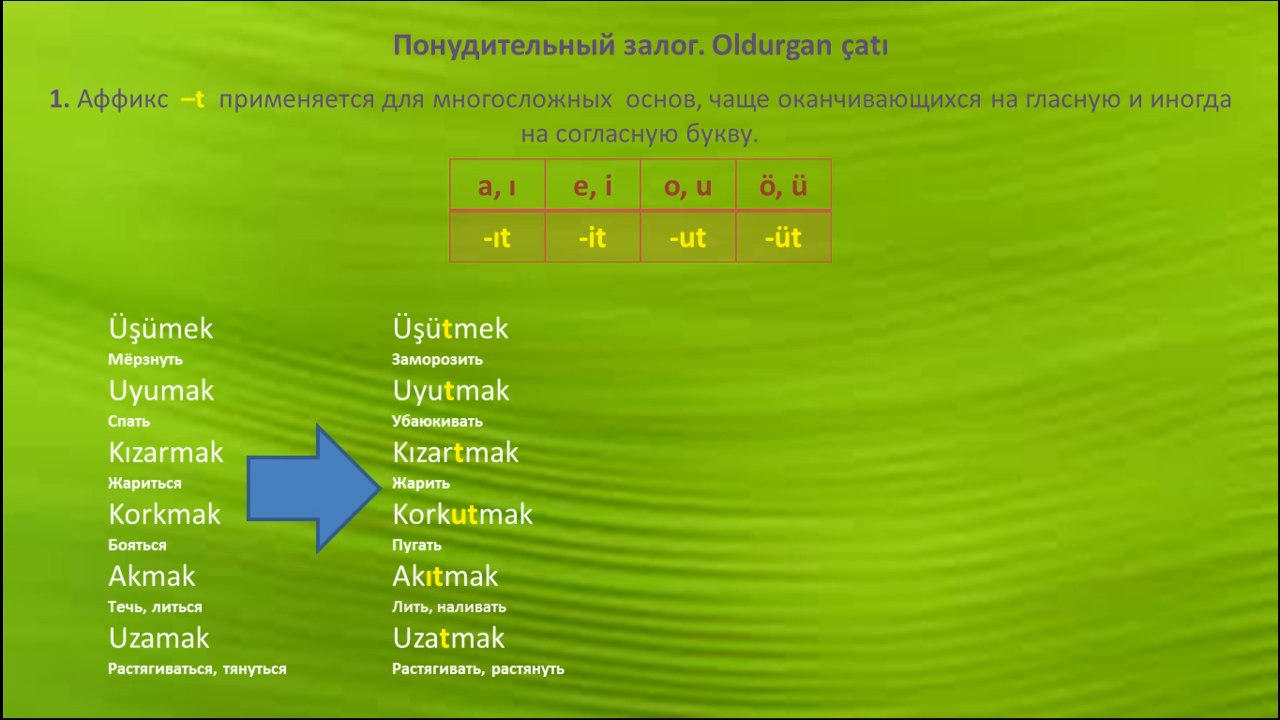 Понудительный залог. Oldurgan çatı
1. Аффикс –t применяется для многосложных основ, чаще оканчивающихся на гласную и иногда
на согласную букву.
a, ı e, i o, u ö, ü
-ıt -it -ut -üt
Üşümek Üşütmek
Мёрзнуть Заморозить
Uyumak Uyutmak
Спать Убаюкивать
Kızarmak Kızartmak
Жариться Жарить
Korkmak Korkutmak
Бояться Пугать
Akmak Akıtmak
Течь, литься Лить, наливать
Uzamak Uzatmak
Растягиваться, тянуться Растягивать, растянуть